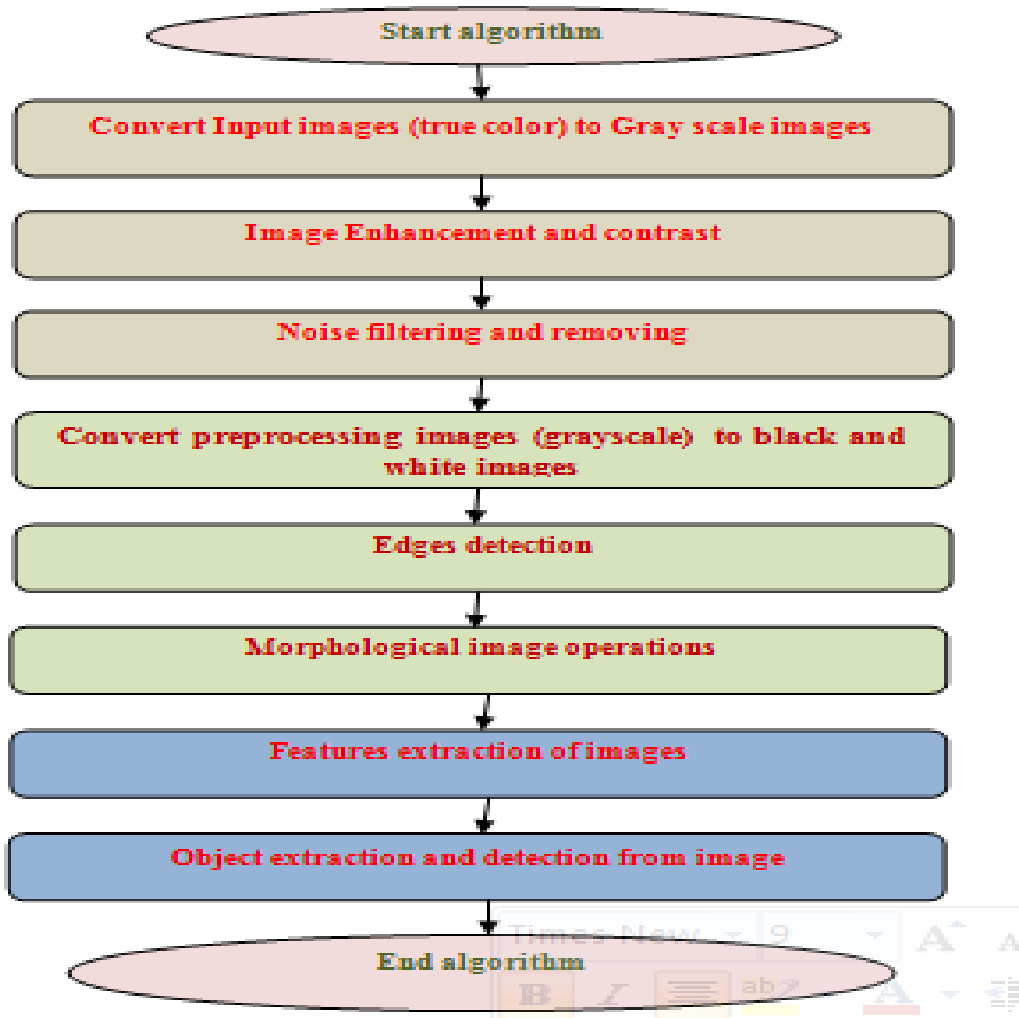 Start algorithm
Convert Input images (true color) to Gray scale images
Image Enhancement and contrast
Noise filtering and removing
Convert preprocessing images (grayscale) to black and
white images
Edges detection
Morphological image operations
Features extraction of images
Object extraction and detection from image
Times New 9 A A
End algorithm
B I ab A